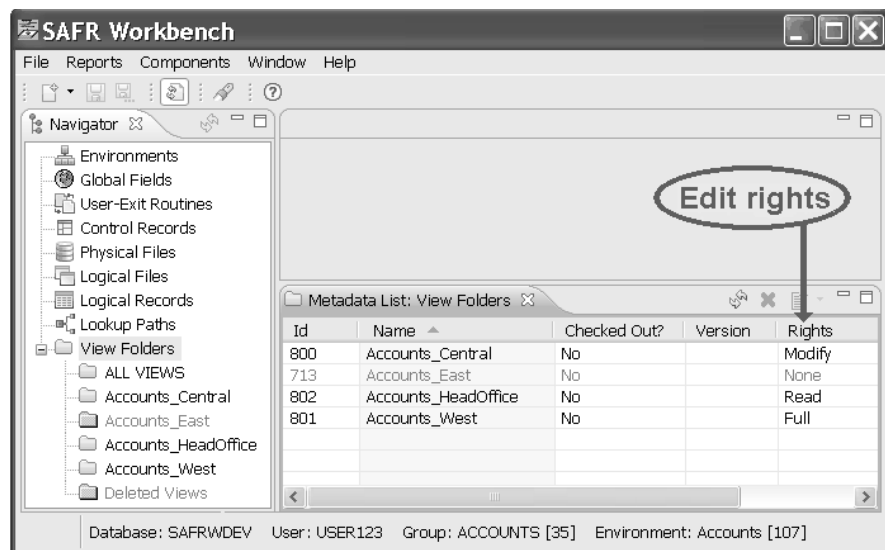 SAFR Workbench
File Reports Components Window Help
Navigator
Environments
Global Fields
User-Exit Routines
Control Records
Physical Files
Logical Files
Logical Records
Lookup Paths
View Folders
ALL VIEWS
Accounts_Central
Accounts_East
Accounts_HeadOffice
Accounts_West
Deleted Views
Edit rights
Metadata List: View Folders
Id Name Checked Out? Version Rights
800 Accounts_Central No Modify
713 Accounts_East No None
802 Accounts_HeadOffice No Read
801 Accounts_West No Full
Database: SAFRWDEV User: USER123 Group: ACCOUNTS [35] Environment: Accounts [107]